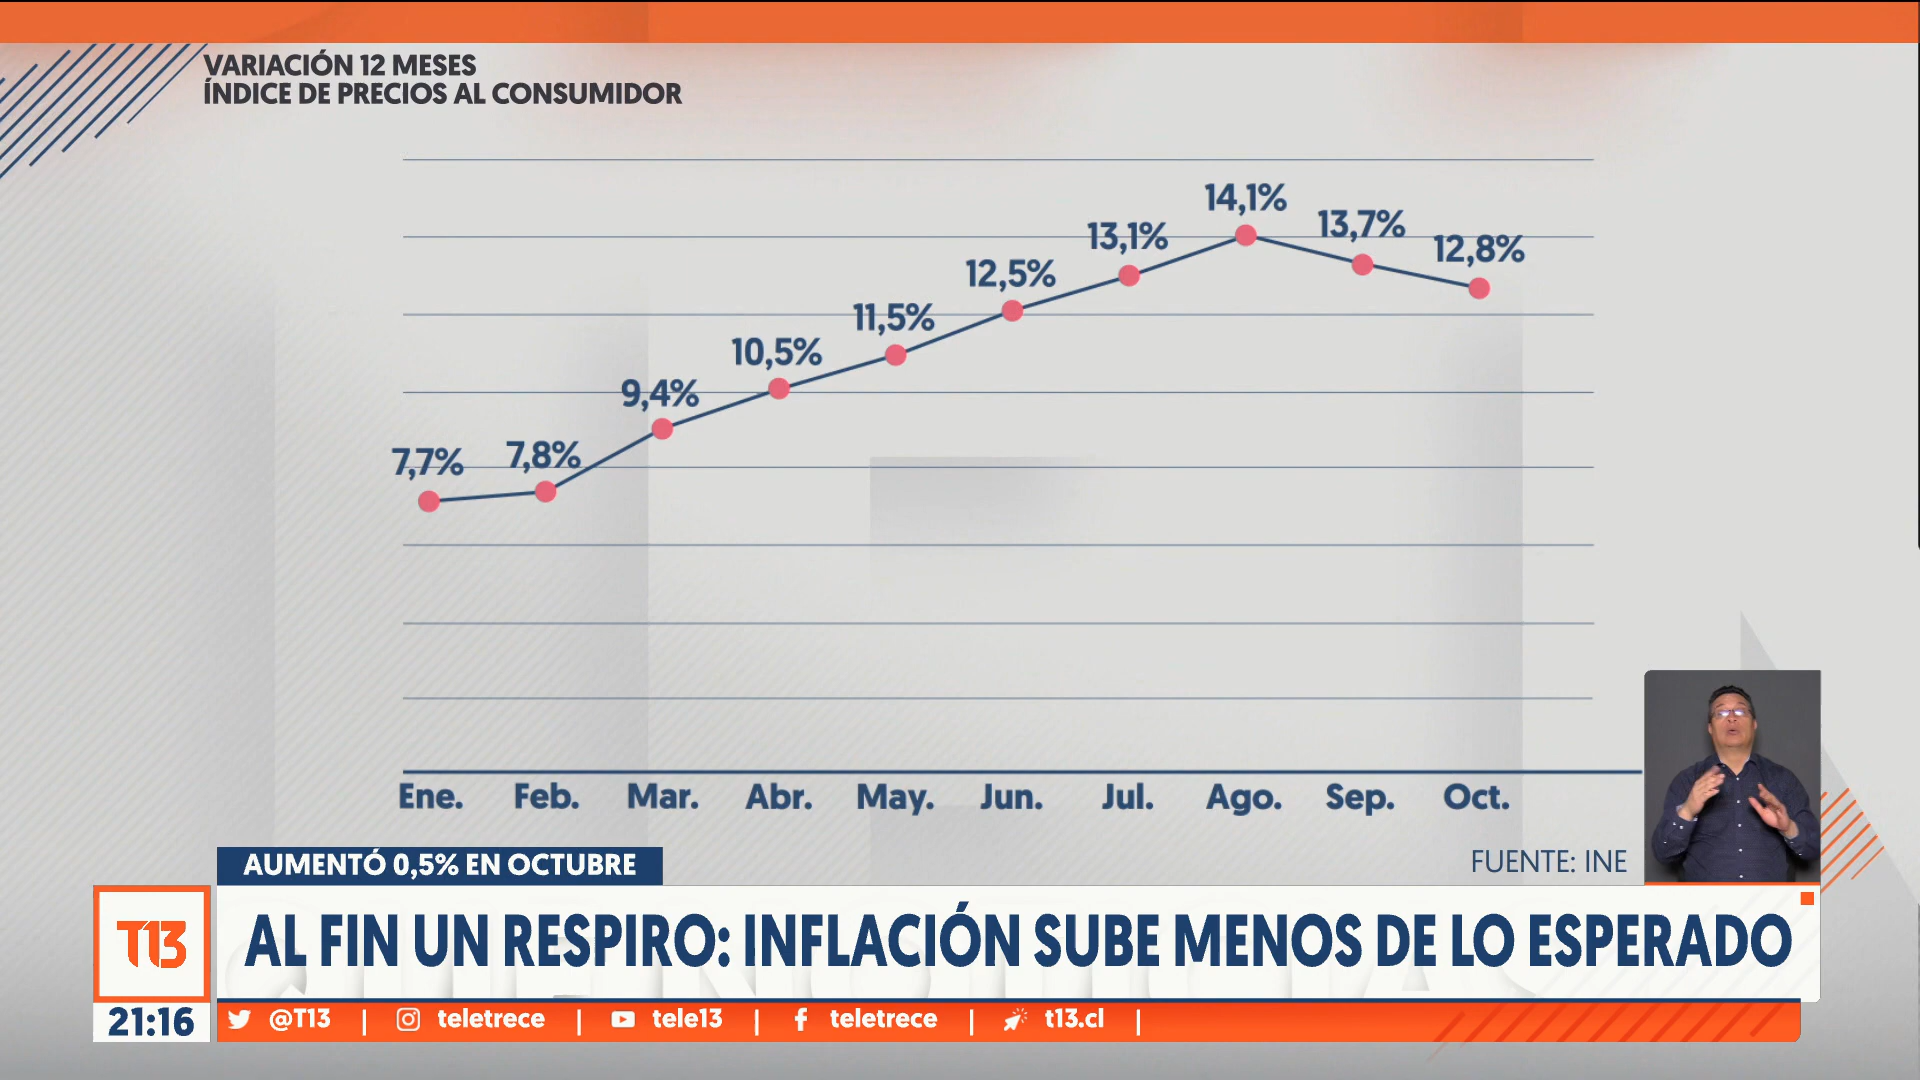 VARIACIÓN 12 MESES
ÍNDICE DE PRECIOS AL CONSUMIDOR
7,7%
7,8%
9,4%
10,5%
11,5%
12,5%
13,1%
14,1%
13,7%
12,8%
Ene. Feb. Mar. Abr. May. Jun. Jul. Ago. Sep. Oct.
AUMENTÓ 0,5% EN OCTUBRE
FUENTE: INE
T13
AL FIN UN RESPIRO: INFLACIÓN SUBE MENOS DE LO ESPERADO
21:16
@T13 | teletrece | tele13 | teletrece | t13.cl |